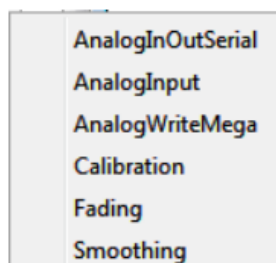 AnalogInOutSerial
AnalogInput
AnalogWriteMega
Calibration
Fading
Smoothing